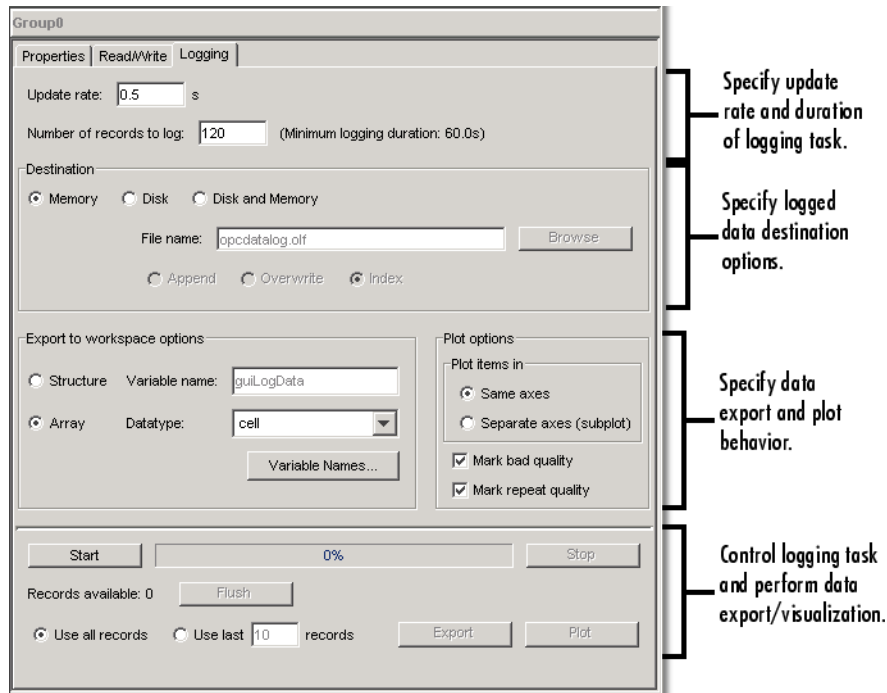 Group0
Properties Read/Write Logging
Update rate: 0.5 s
Number of records to log: 120 (Minimum logging duration: 60.0s)
Destination
Memory Disk Disk and Memory
File name: opcdatalog.olf Browse
Append Overwrite Index
Export to workspace options
Structure Variable name: guiLogData
Array Datatype: cell
Variable Names...
Plot options
Plot items in
Same axes
Separate axes (subplot)
Mark bad quality
Mark repeat quality
Start 0% Stop
Records available: 0 Flush
Use all records Use last 10 records Export Plot
Specify update
rate and duration
of logging task.
Specify logged
data destination
options.
Specify data
export and plot
behavior.
Control logging task
and perform data
export/visualization.